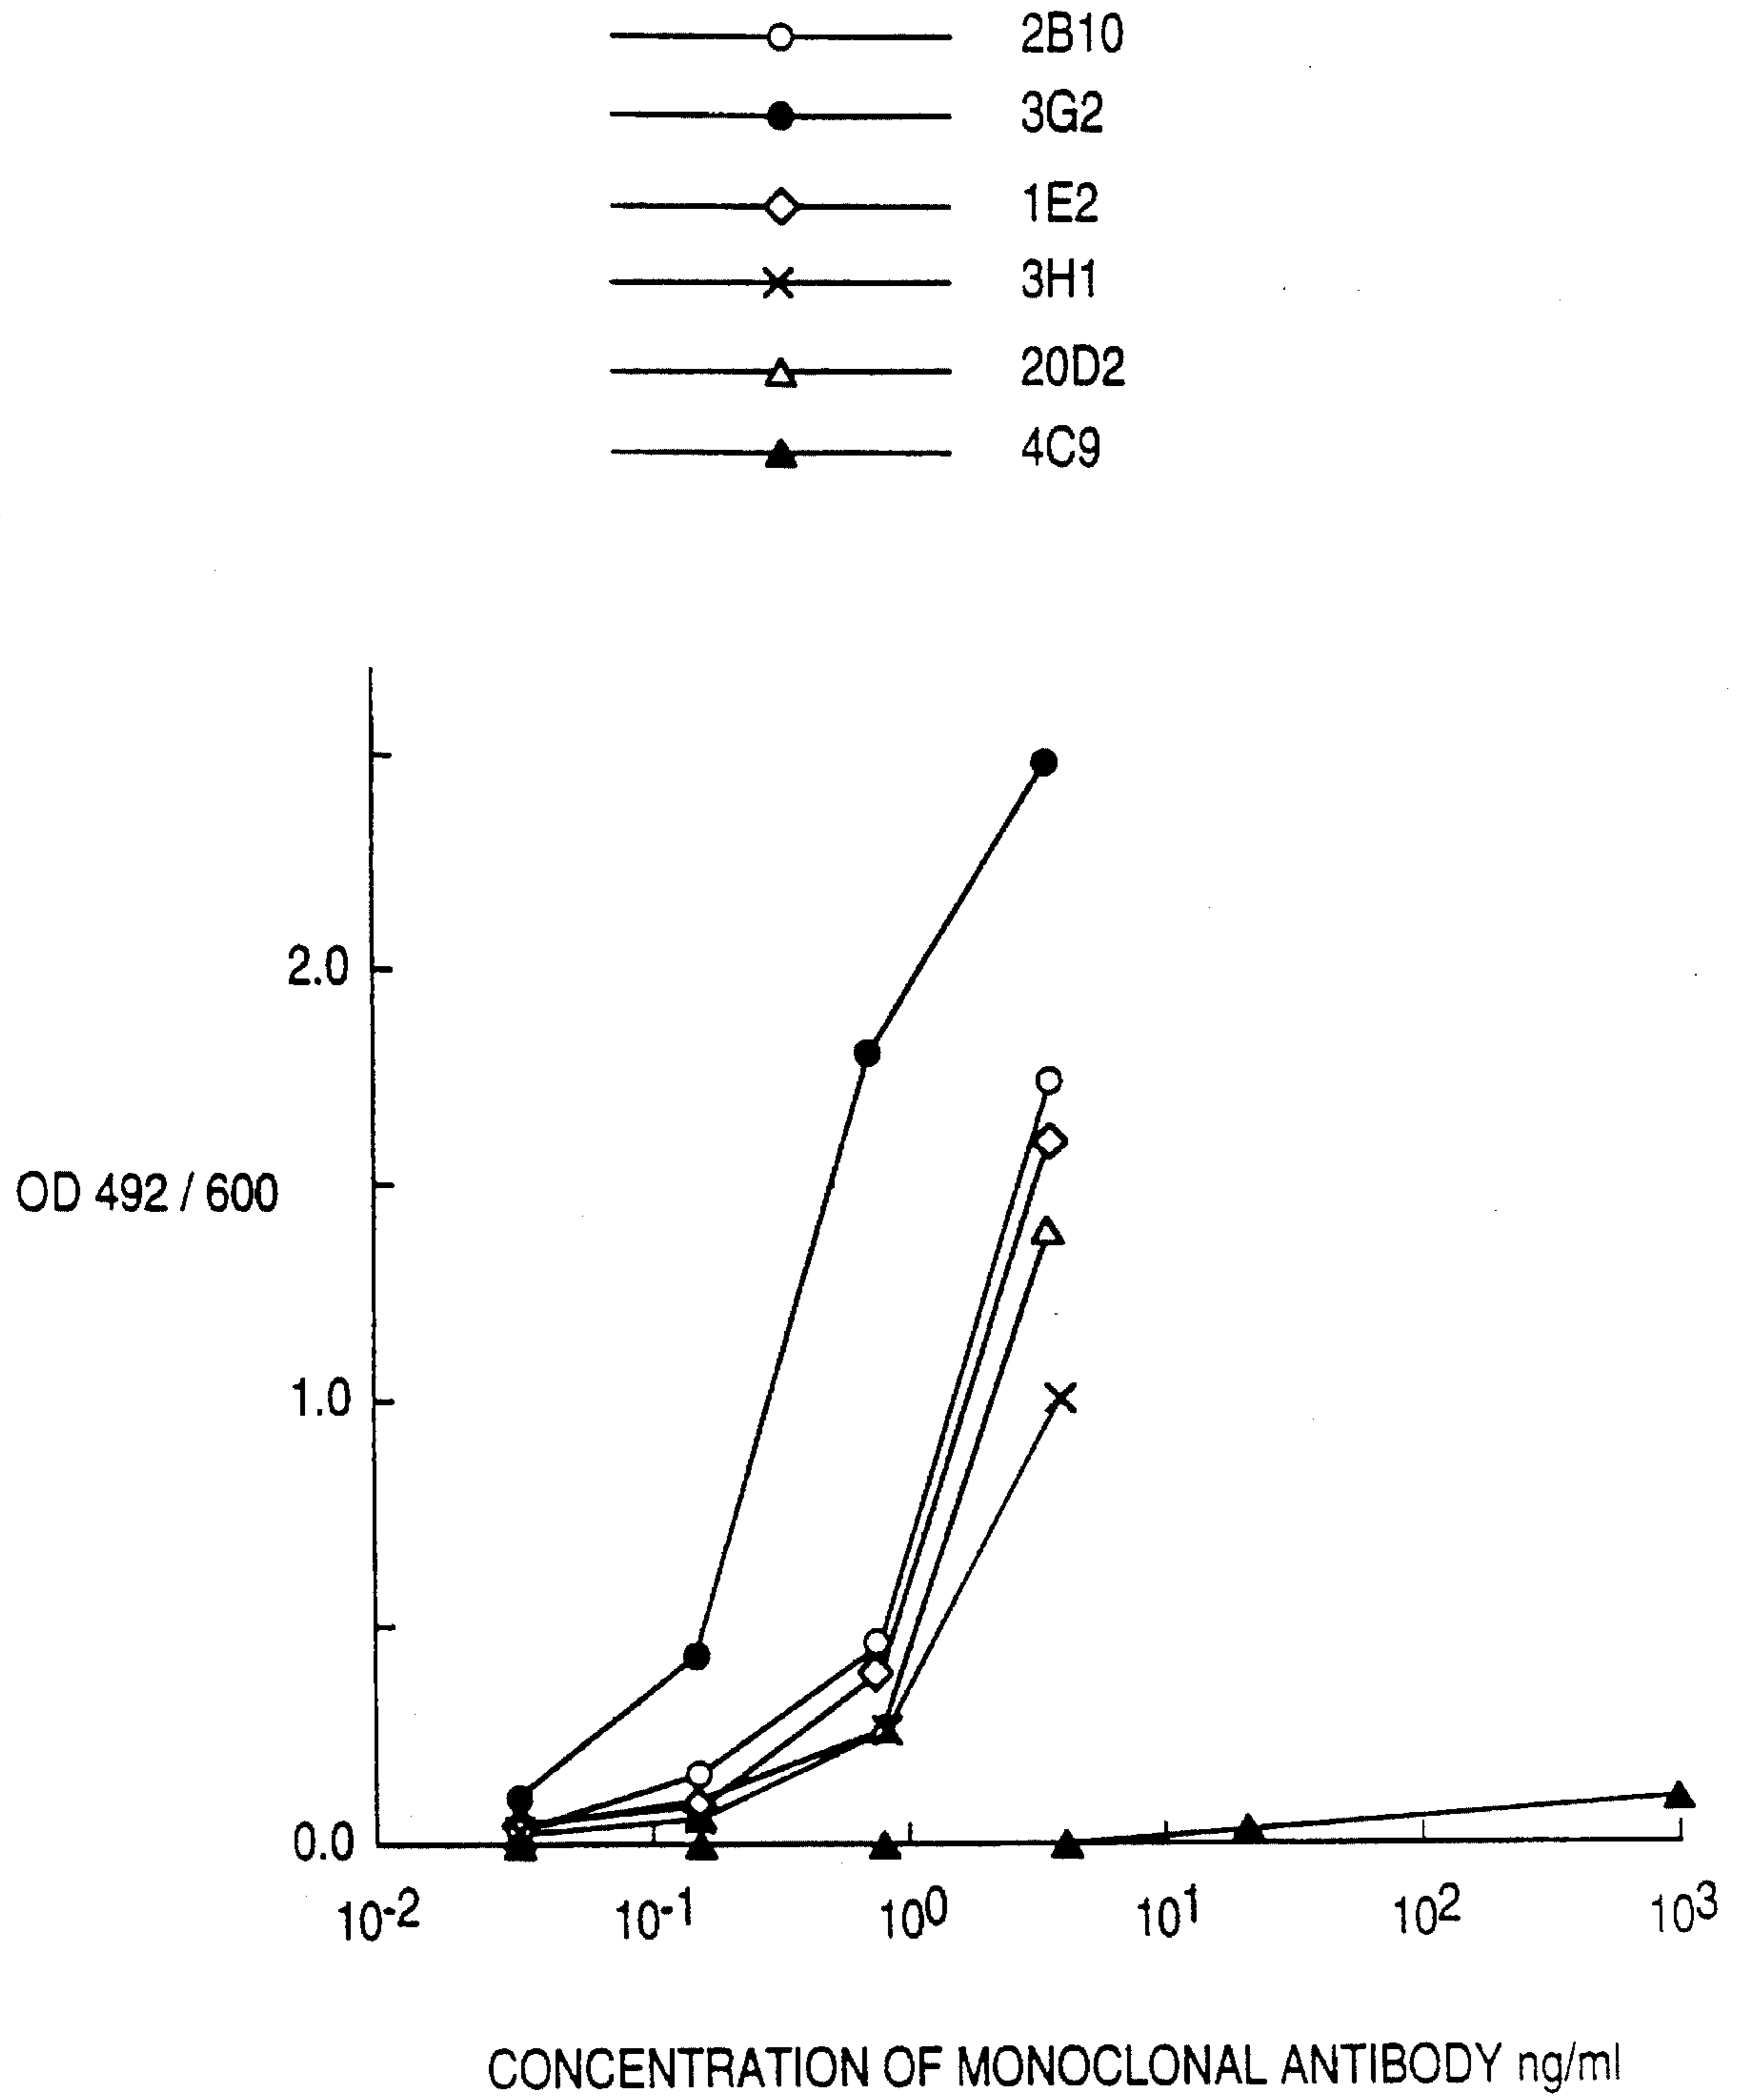 2B10
3G2
1E2
3H1
20D2
4C9
2.0
OD 492 / 600
1.0
0.0
10-2 10-1 100 101 102 103
CONCENTRATION OF MONOCLONAL ANTIBODY ng/ml